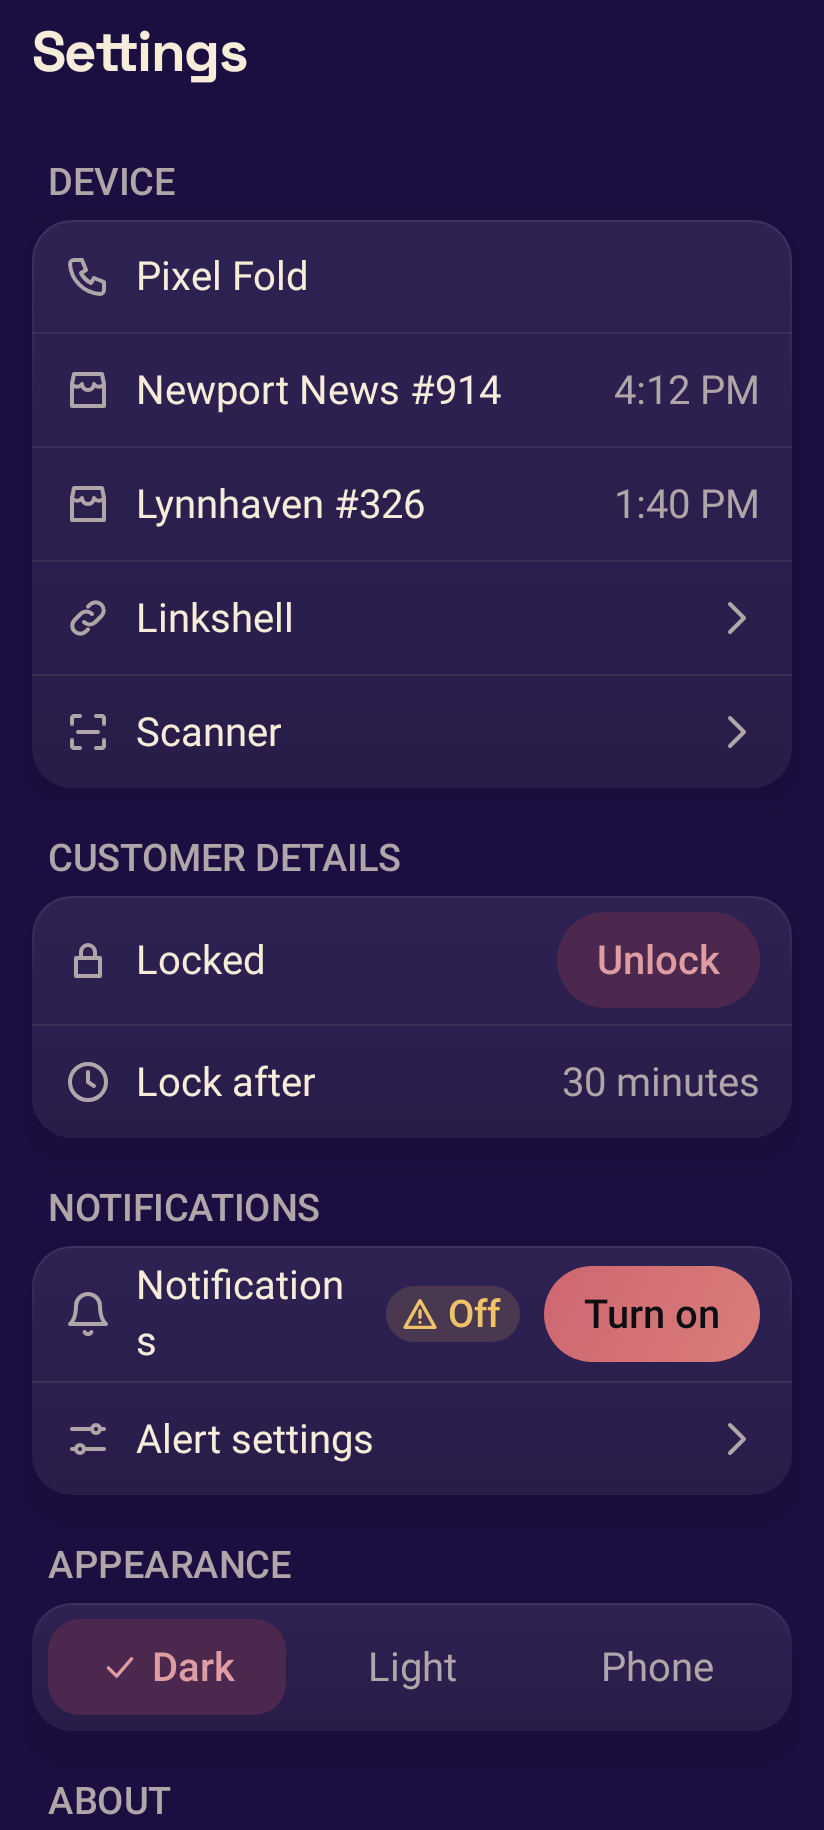 Settings
DEVICE
Pixel Fold
Newport News #914 4:12 PM
Lynnhaven #326 1:40 PM
Linkshell
Scanner
CUSTOMER DETAILS
Locked Unlock
Lock after 30 minutes
NOTIFICATIONS
Notification
s
Off Turn on
Alert settings
APPEARANCE
Dark Light Phone
ABOUT